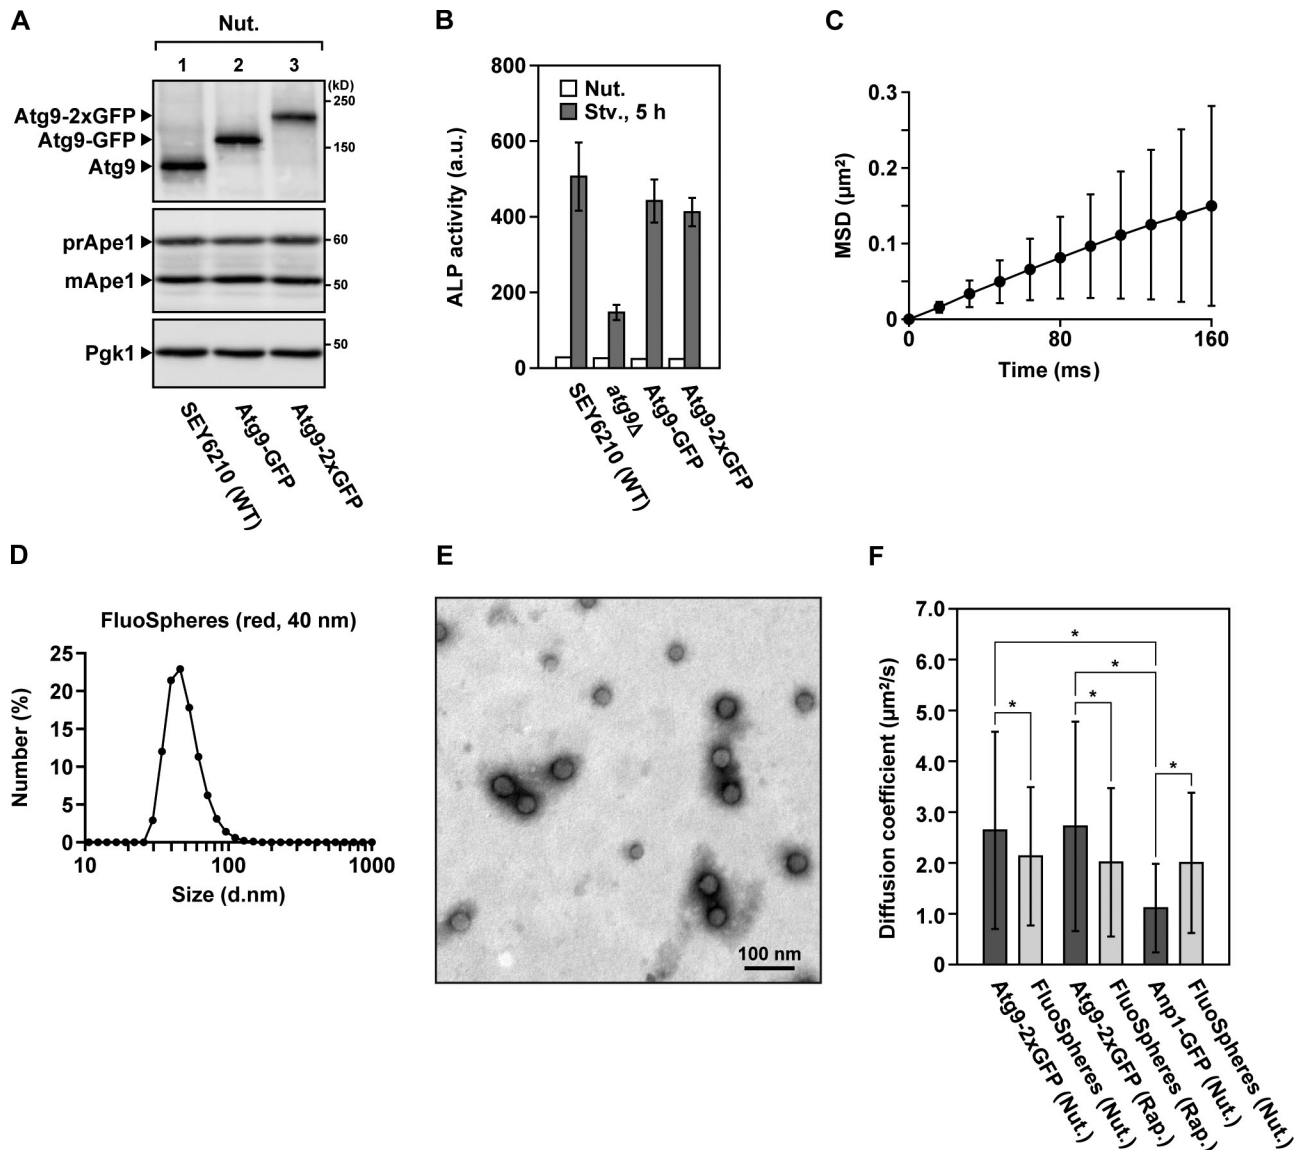 A
Nut.
1 2 3
(kD)
Atg9-2xGFP
250
Atg9-GFP
150
Atg9
prApe1
60
mApe1
50
Pgk1
50
SEY6210 (WT)
Atg9-GFP
Atg9-2xGFP
B
800
600
400
200
0
ALP activity (a.u.)
Nut.
Stv., 5 h
SEY6210 (WT)
atg9Δ
Atg9-GFP
Atg9-2xGFP
C
0.3
0.2
0.1
0
MSD (μm²)
0 80 160
Time (ms)
D
FluoSpheres (red, 40 nm)
25
20
15
10
5
0
Number (%)
10 100 1000
Size (d.nm)
E
100 nm
F
7.0
6.0
5.0
4.0
3.0
2.0
1.0
0
Diffusion coefficient (μm²/s)
*
*
*
*
*
Atg9-2xGFP (Nut.)
FluoSpheres (Nut.)
Atg9-2xGFP (Rap.)
FluoSpheres (Rap.)
Anp1-GFP (Nut.)
FluoSpheres (Nut.)